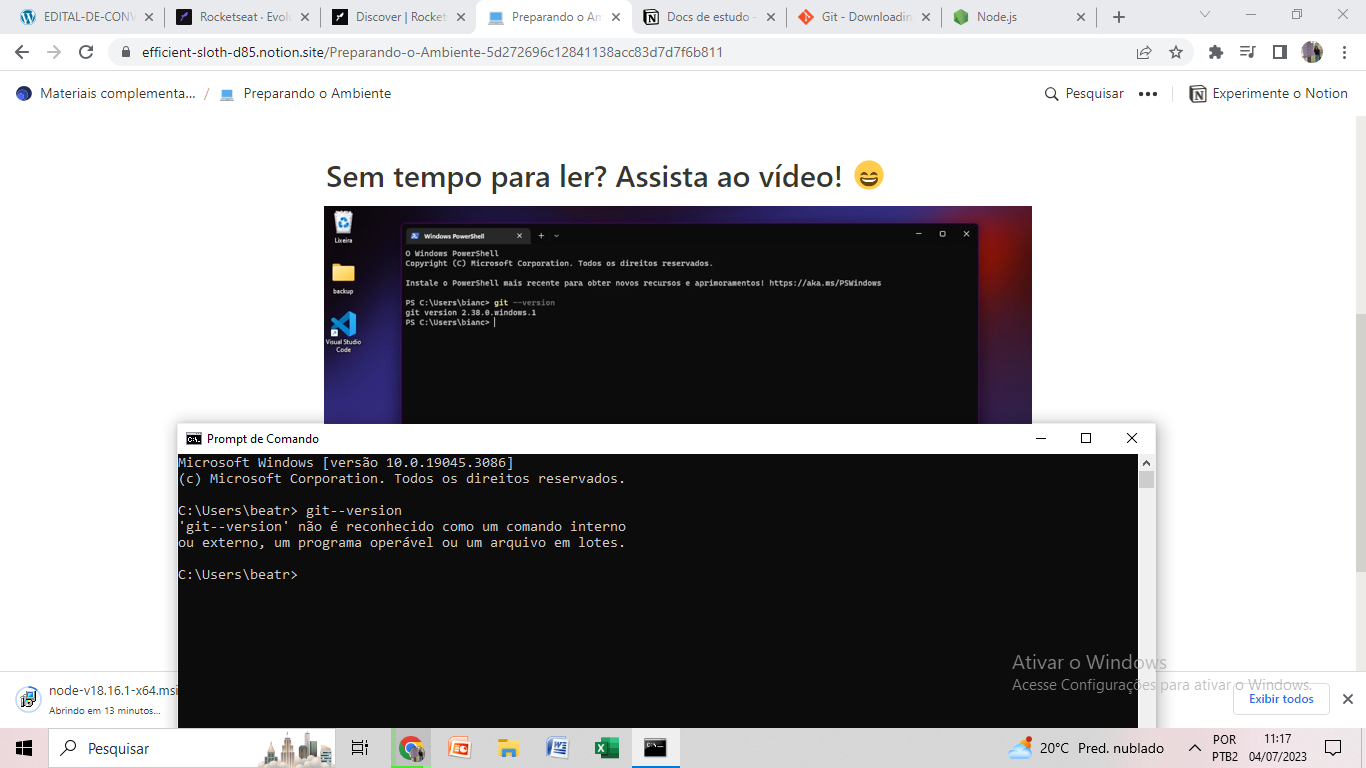 EDITAL-DE-CONV
Rocketseat · Evolu
Discover | Rocket
Preparando o Am
Docs de estudo -
Git - Downloadin
Node.js
efficient-sloth-d85.notion.site/Preparando-o-Ambiente-5d272696c12841138acc83d7d7f6b811
Materiais complementa... / Preparando o Ambiente
Pesquisar
Experimente o Notion
Sem tempo para ler? Assista ao vídeo! 😄
Lixeira
backup
Visual Studio
Code
Windows PowerShell
O Windows PowerShell
Copyright (C) Microsoft Corporation. Todos os direitos reservados.
Instale o PowerShell mais recente para obter novos recursos e aprimoramentos! https://aka.ms/PSWindows
PS C:\Users\bianc> git --version
git version 2.38.0.windows.1
PS C:\Users\bianc>
Prompt de Comando
Microsoft Windows [versão 10.0.19045.3086]
(c) Microsoft Corporation. Todos os direitos reservados.
C:\Users\beatr> git--version
'git--version' não é reconhecido como um comando interno
ou externo, um programa operável ou um arquivo em lotes.
C:\Users\beatr>
Ativar o Windows
Acesse Configurações para ativar o Windows.
node-v18.16.1-x64.msi
Abrindo em 13 minutos...
Exibir todos
Pesquisar
20°C Pred. nublado
POR
PTB2
11:17
04/07/2023